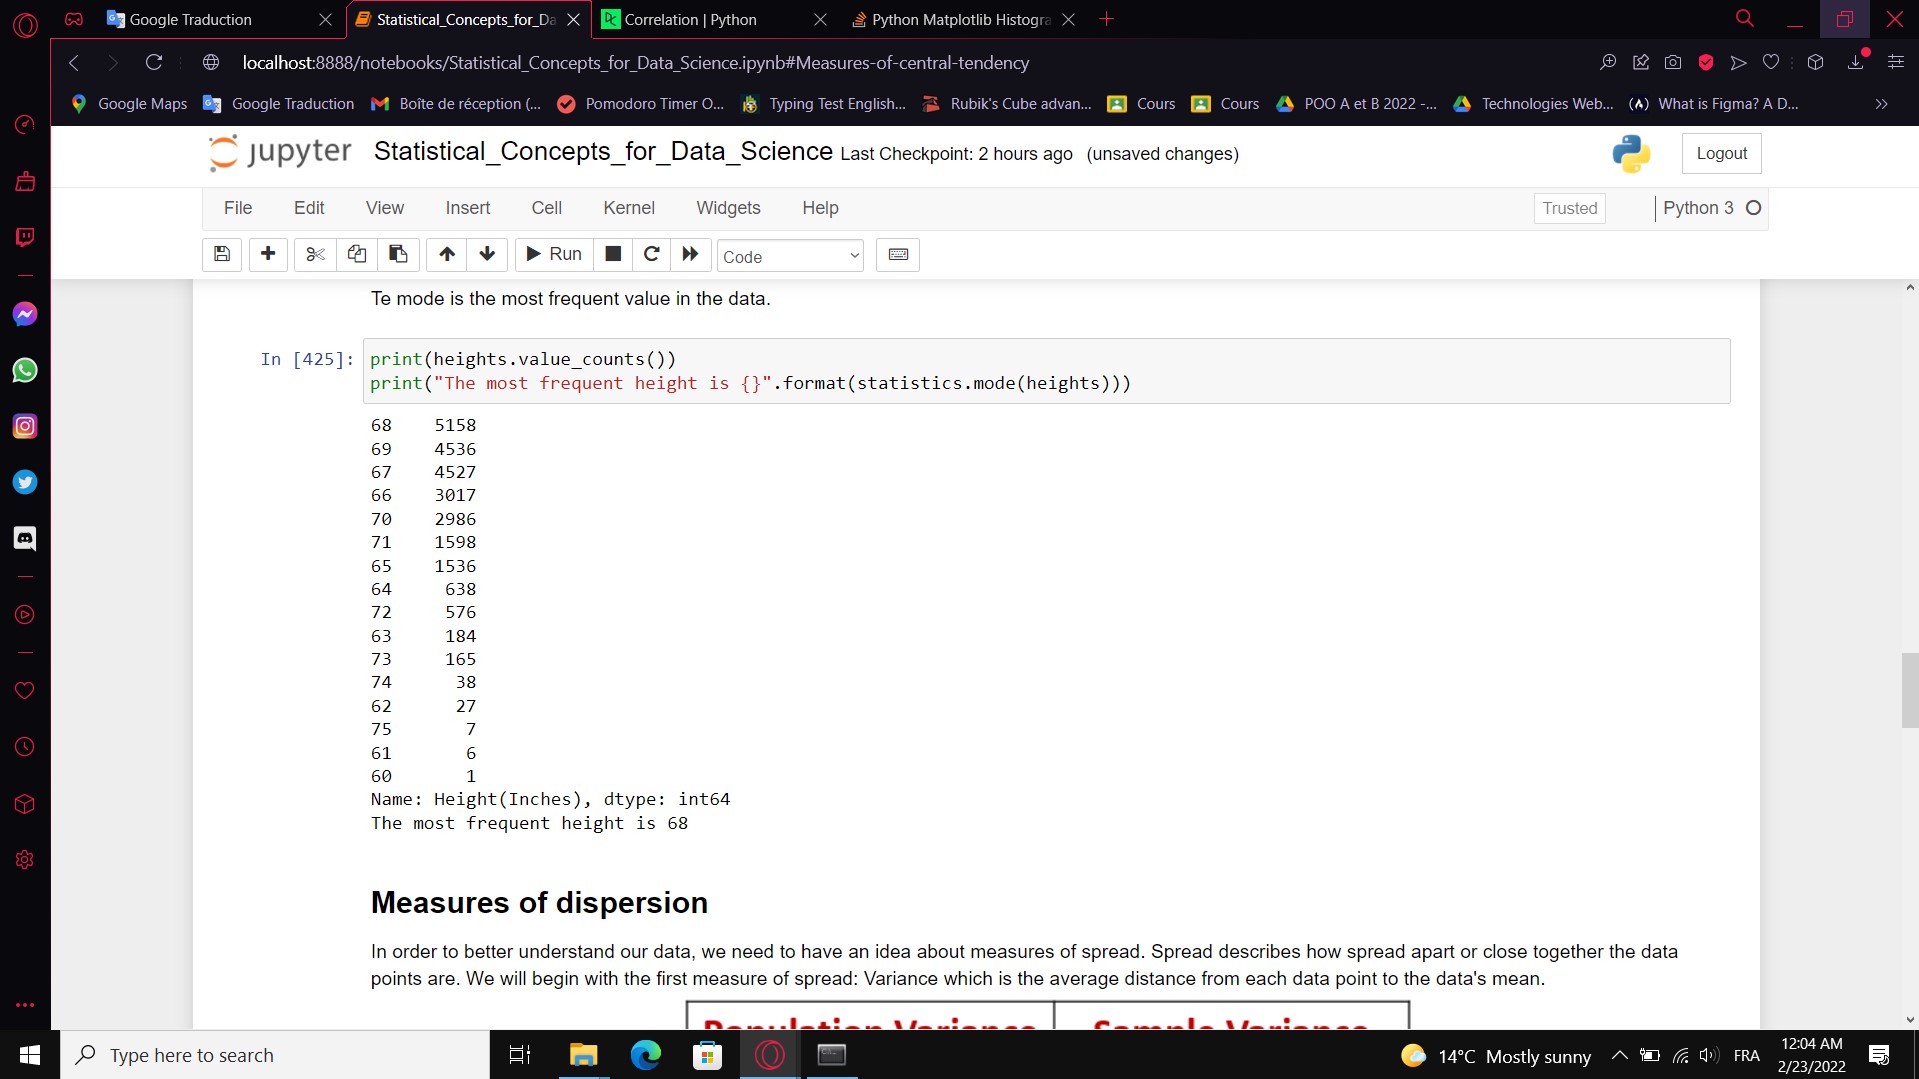 Google Traduction
Statistical_Concepts_for_Da
Correlation | Python
Python Matplotlib Histogra
localhost:8888/notebooks/Statistical_Concepts_for_Data_Science.ipynb#Measures-of-central-tendency
Google Maps
Google Traduction
Boîte de réception (...
Pomodoro Timer O...
Typing Test English...
Rubik's Cube advan...
Cours
Cours
POO A et B 2022 -...
Technologies Web...
What is Figma? A D...
jupyter
Statistical_Concepts_for_Data_Science Last Checkpoint: 2 hours ago (unsaved changes)
Logout
File Edit View Insert Cell Kernel Widgets Help
Trusted
Python 3
Run
Code
Te mode is the most frequent value in the data.
In [425]: print(heights.value_counts())
print("The most frequent height is {}".format(statistics.mode(heights)))
68 5158
69 4536
67 4527
66 3017
70 2986
71 1598
65 1536
64 638
72 576
63 184
73 165
74 38
62 27
75 7
61 6
60 1
Name: Height(Inches), dtype: int64
The most frequent height is 68
Measures of dispersion
In order to better understand our data, we need to have an idea about measures of spread. Spread describes how spread apart or close together the data
points are. We will begin with the first measure of spread: Variance which is the average distance from each data point to the data's mean.
Population Variance
Sample Variance
Type here to search
14°C Mostly sunny
FRA
12:04 AM
2/23/2022